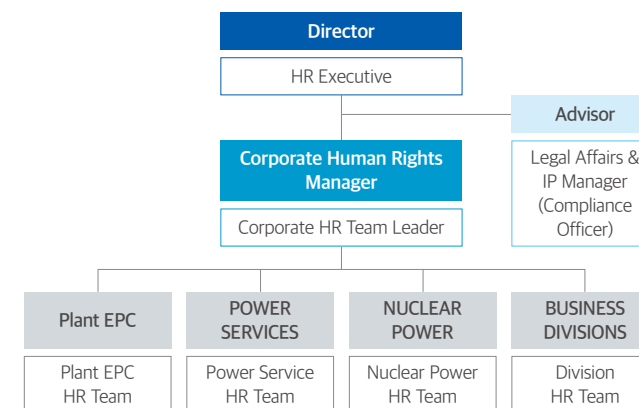 Director
HR Executive
Advisor
Legal Affairs &
IP Manager
(Compliance
Officer)
Corporate Human Rights
Manager
Corporate HR Team Leader
Plant EPC
Plant EPC
HR Team
POWER
SERVICES
Power Service
HR Team
NUCLEAR
POWER
Nuclear Power
HR Team
BUSINESS
DIVISIONS
Division
HR Team